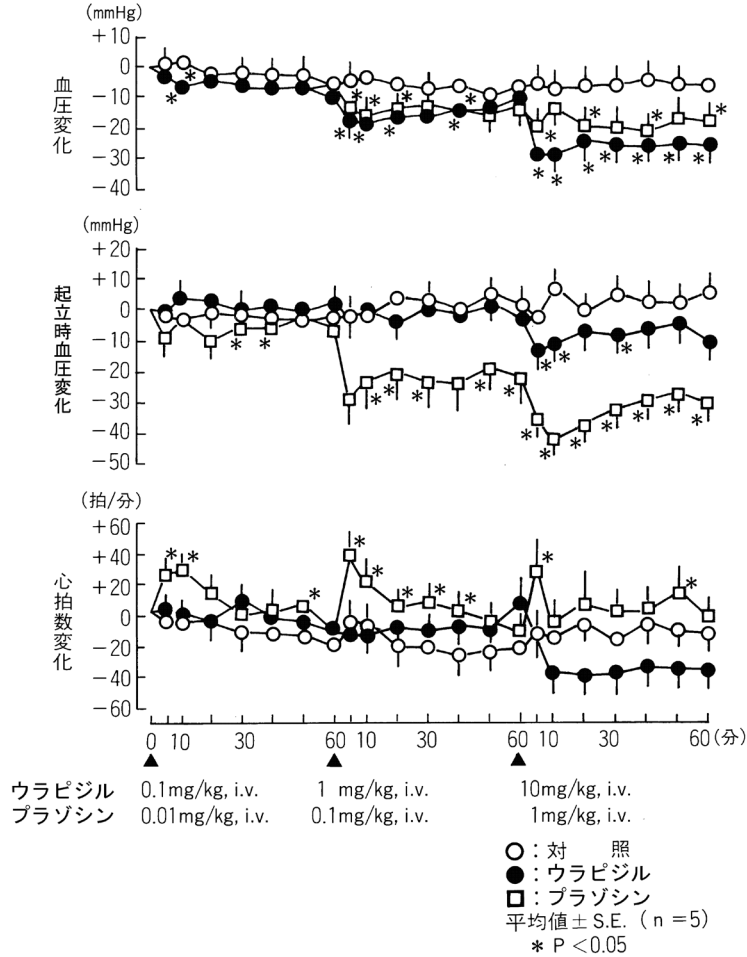 (mmHg)
+10
0
-10
-20
-30
-40
血圧変化
(mmHg)
+20
+10
0
-10
-20
-30
-40
-50
起立時血圧変化
(拍/分)
+60
+40
+20
0
-20
-40
-60
心拍数変化
0 10 30 60 10 30 60 10 30 60(分)
ウラピジル 0.1mg/kg, i.v. 1 mg/kg, i.v. 10mg/kg, i.v.
プラゾシン 0.01mg/kg, i.v. 0.1mg/kg, i.v. 1mg/kg, i.v.
○:対 照
●:ウラピジル
□:プラゾシン
平均値±S.E. (n=5)
* P<0.05